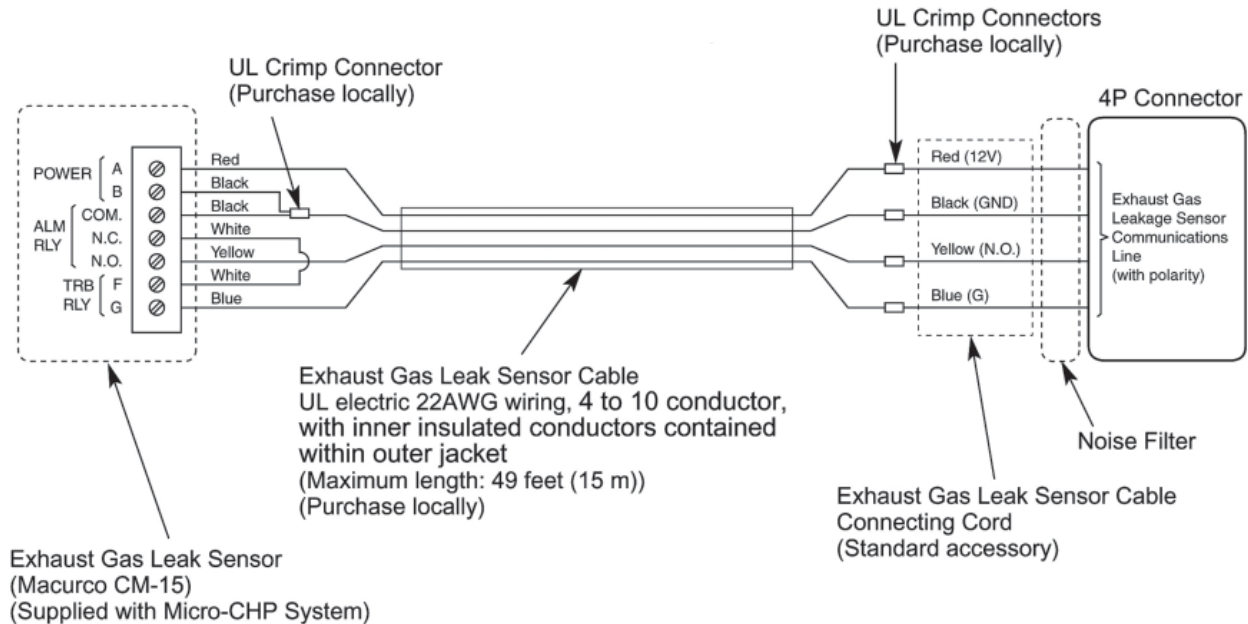 UL Crimp Connectors
(Purchase locally)
UL Crimp Connector
(Purchase locally)
4P Connector
POWER
A
B
ALM
RLY
COM.
N.C.
N.O.
TRB
RLY
F
G
Red
Black
Black
White
Yellow
White
Blue
Red (12V)
Black (GND)
Yellow (N.O.)
Blue (G)
Exhaust Gas
Leakage Sensor
Communications
Line
(with polarity)
Exhaust Gas Leak Sensor Cable
UL electric 22AWG wiring, 4 to 10 conductor,
with inner insulated conductors contained
within outer jacket
(Maximum length: 49 feet (15 m))
(Purchase locally)
Noise Filter
Exhaust Gas Leak Sensor Cable
Connecting Cord
(Standard accessory)
Exhaust Gas Leak Sensor
(Macurco CM-15)
(Supplied with Micro-CHP System)